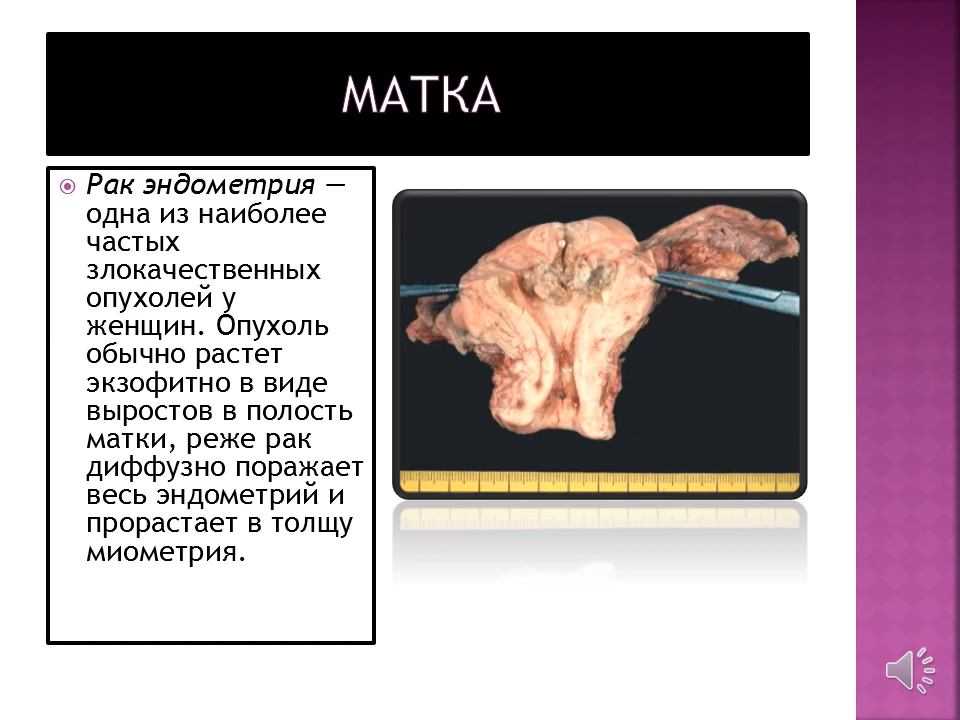 МАТКА
Рак эндометрия —
одна из наиболее
частых
злокачественных
опухолей у
женщин. Опухоль
обычно растет
экзофитно в виде
выростов в полость
матки, реже рак
диффузно поражает
весь эндометрий и
прорастает в толщу
миометрия.